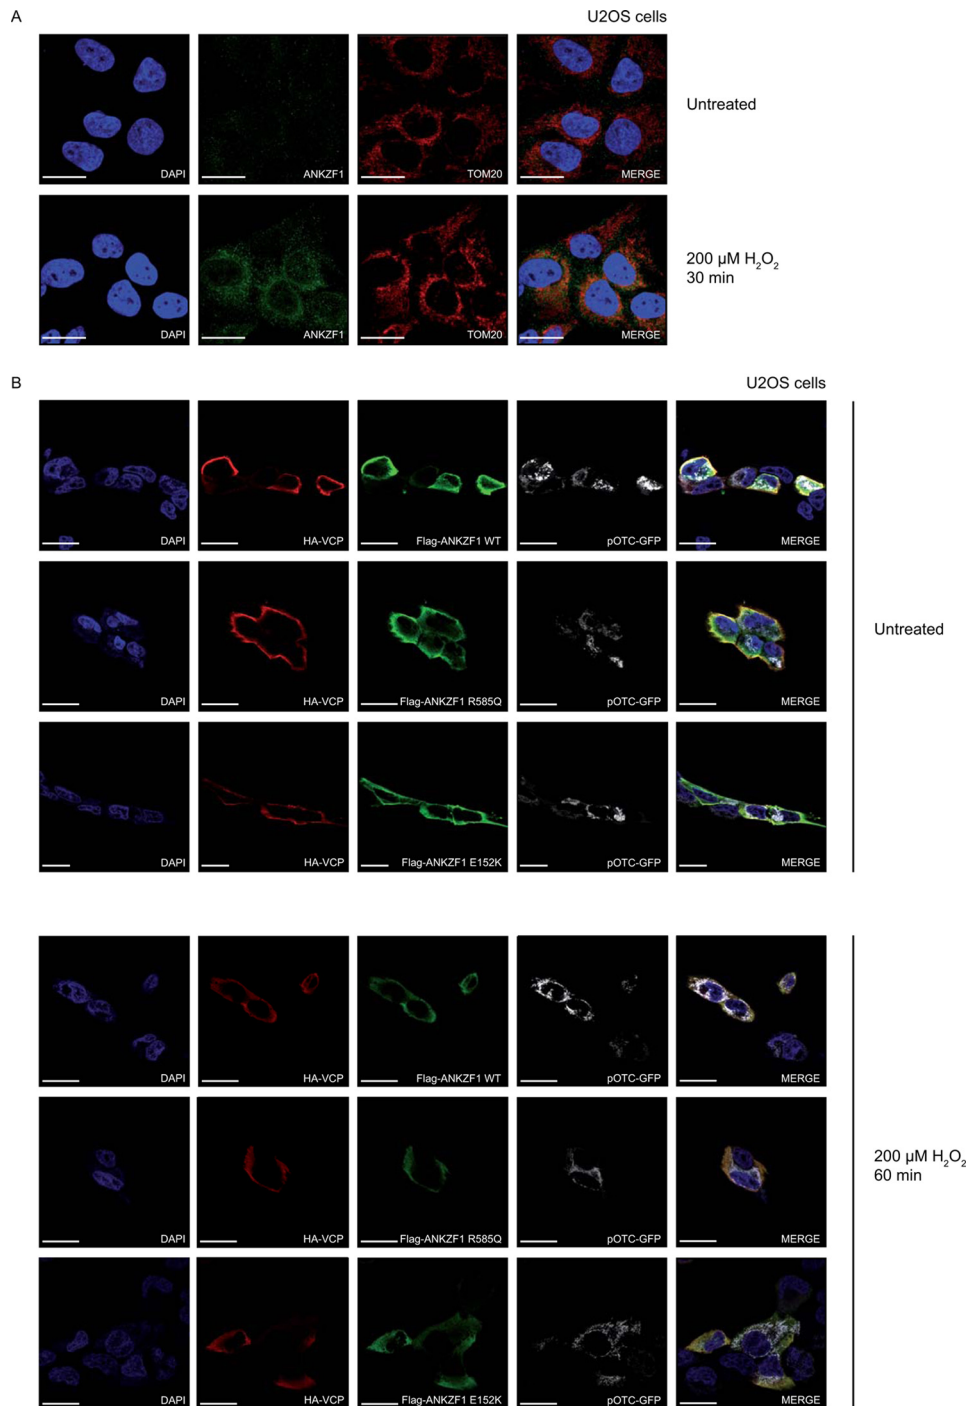 A
U2OS cells
DAPI
ANKZF1
TOM20
MERGE
Untreated
DAPI
ANKZF1
TOM20
MERGE
200 µM H₂O₂
30 min
B
U2OS cells
DAPI
HA-VCP
Flag-ANKZF1 WT
pOTC-GFP
MERGE
DAPI
HA-VCP
Flag-ANKZF1 R585Q
pOTC-GFP
MERGE
Untreated
DAPI
HA-VCP
Flag-ANKZF1 E152K
pOTC-GFP
MERGE
DAPI
HA-VCP
Flag-ANKZF1 WT
pOTC-GFP
MERGE
DAPI
HA-VCP
Flag-ANKZF1 R585Q
pOTC-GFP
MERGE
200 µM H₂O₂
60 min
DAPI
HA-VCP
Flag-ANKZF1 E152K
pOTC-GFP
MERGE